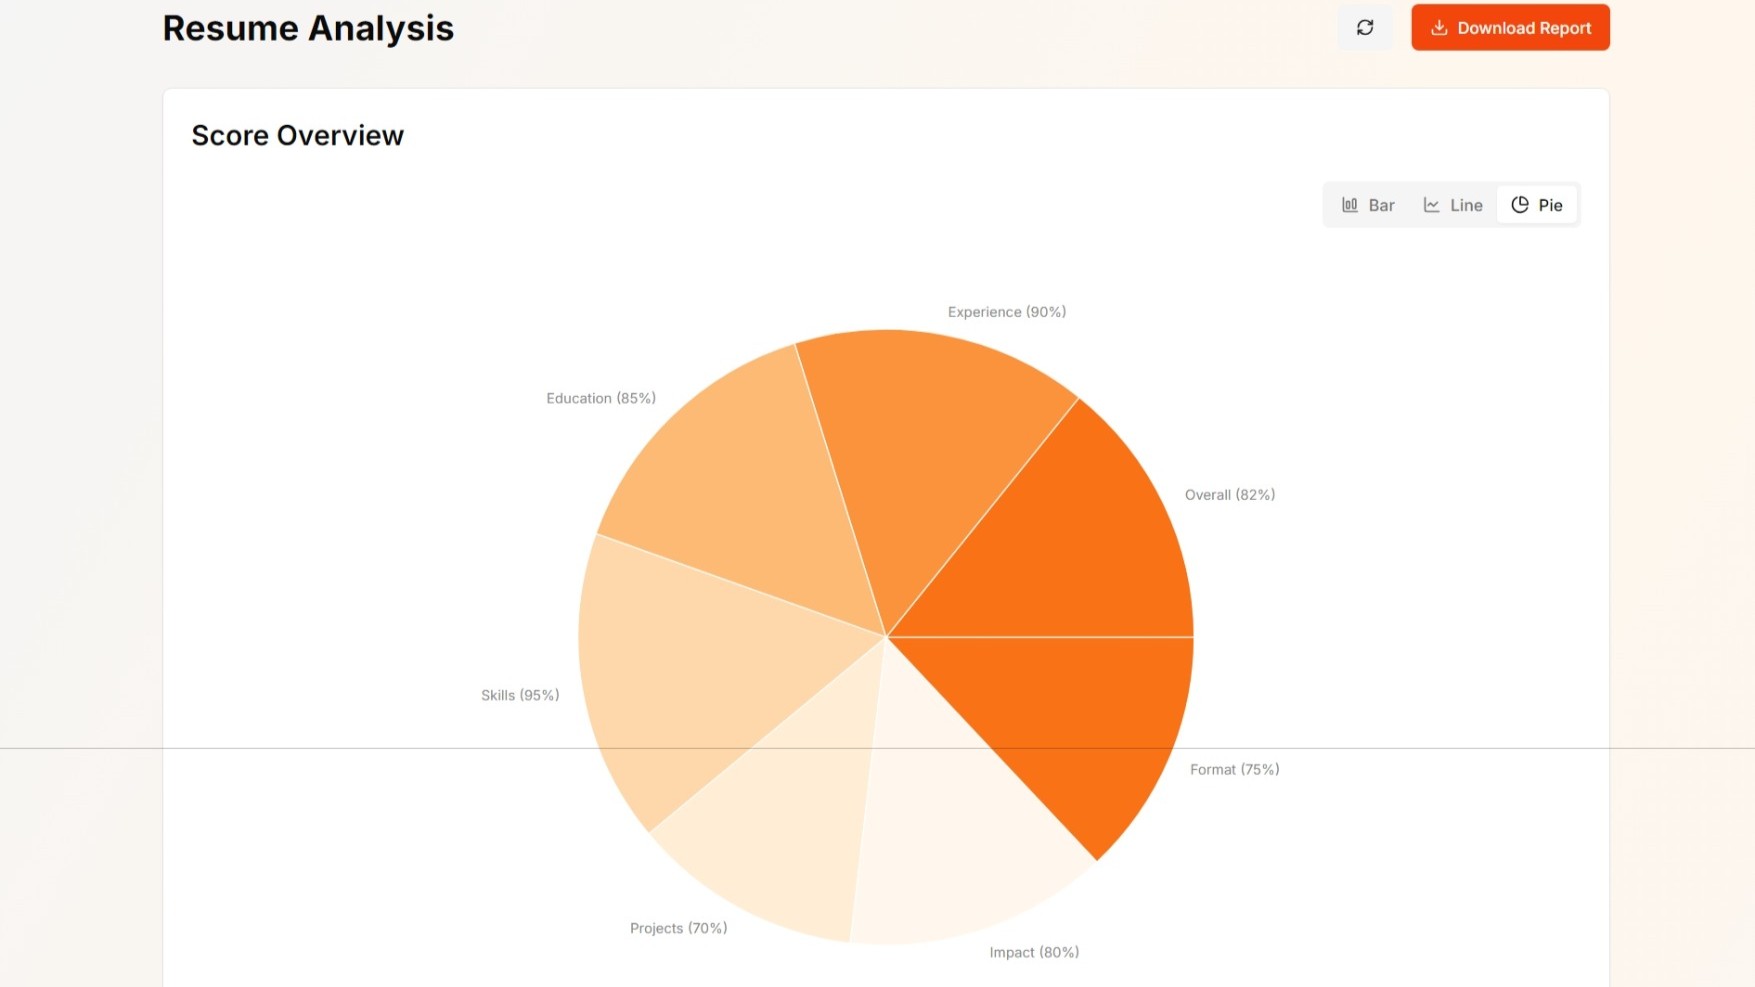 Resume Analysis
Download Report
Score Overview
Bar
Line
Pie
Experience (90%)
Education (85%)
Overall (82%)
Skills (95%)
Format (75%)
Projects (70%)
Impact (80%)